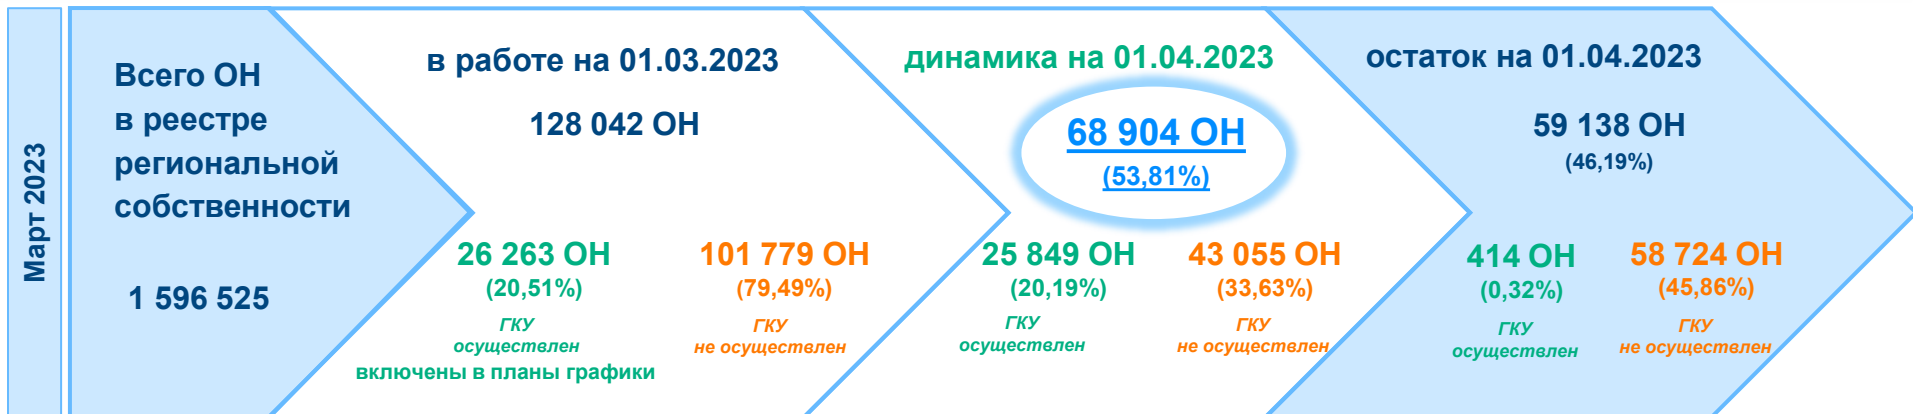 Март 2023
Всего ОН
в реестре
региональной
собственности
1 596 525
в работе на 01.03.2023
128 042 ОН
26 263 ОН
(20,51%)
ГКУ
осуществлен
включены в планы графики
101 779 ОН
(79,49%)
ГКУ
не осуществлен
динамика на 01.04.2023
68 904 ОН
(53,81%)
25 849 ОН
(20,19%)
ГКУ
осуществлен
43 055 ОН
(33,63%)
ГКУ
не осуществлен
остаток на 01.04.2023
59 138 ОН
(46,19%)
414 ОН
(0,32%)
ГКУ
осуществлен
58 724 ОН
(45,86%)
ГКУ
не осуществлен